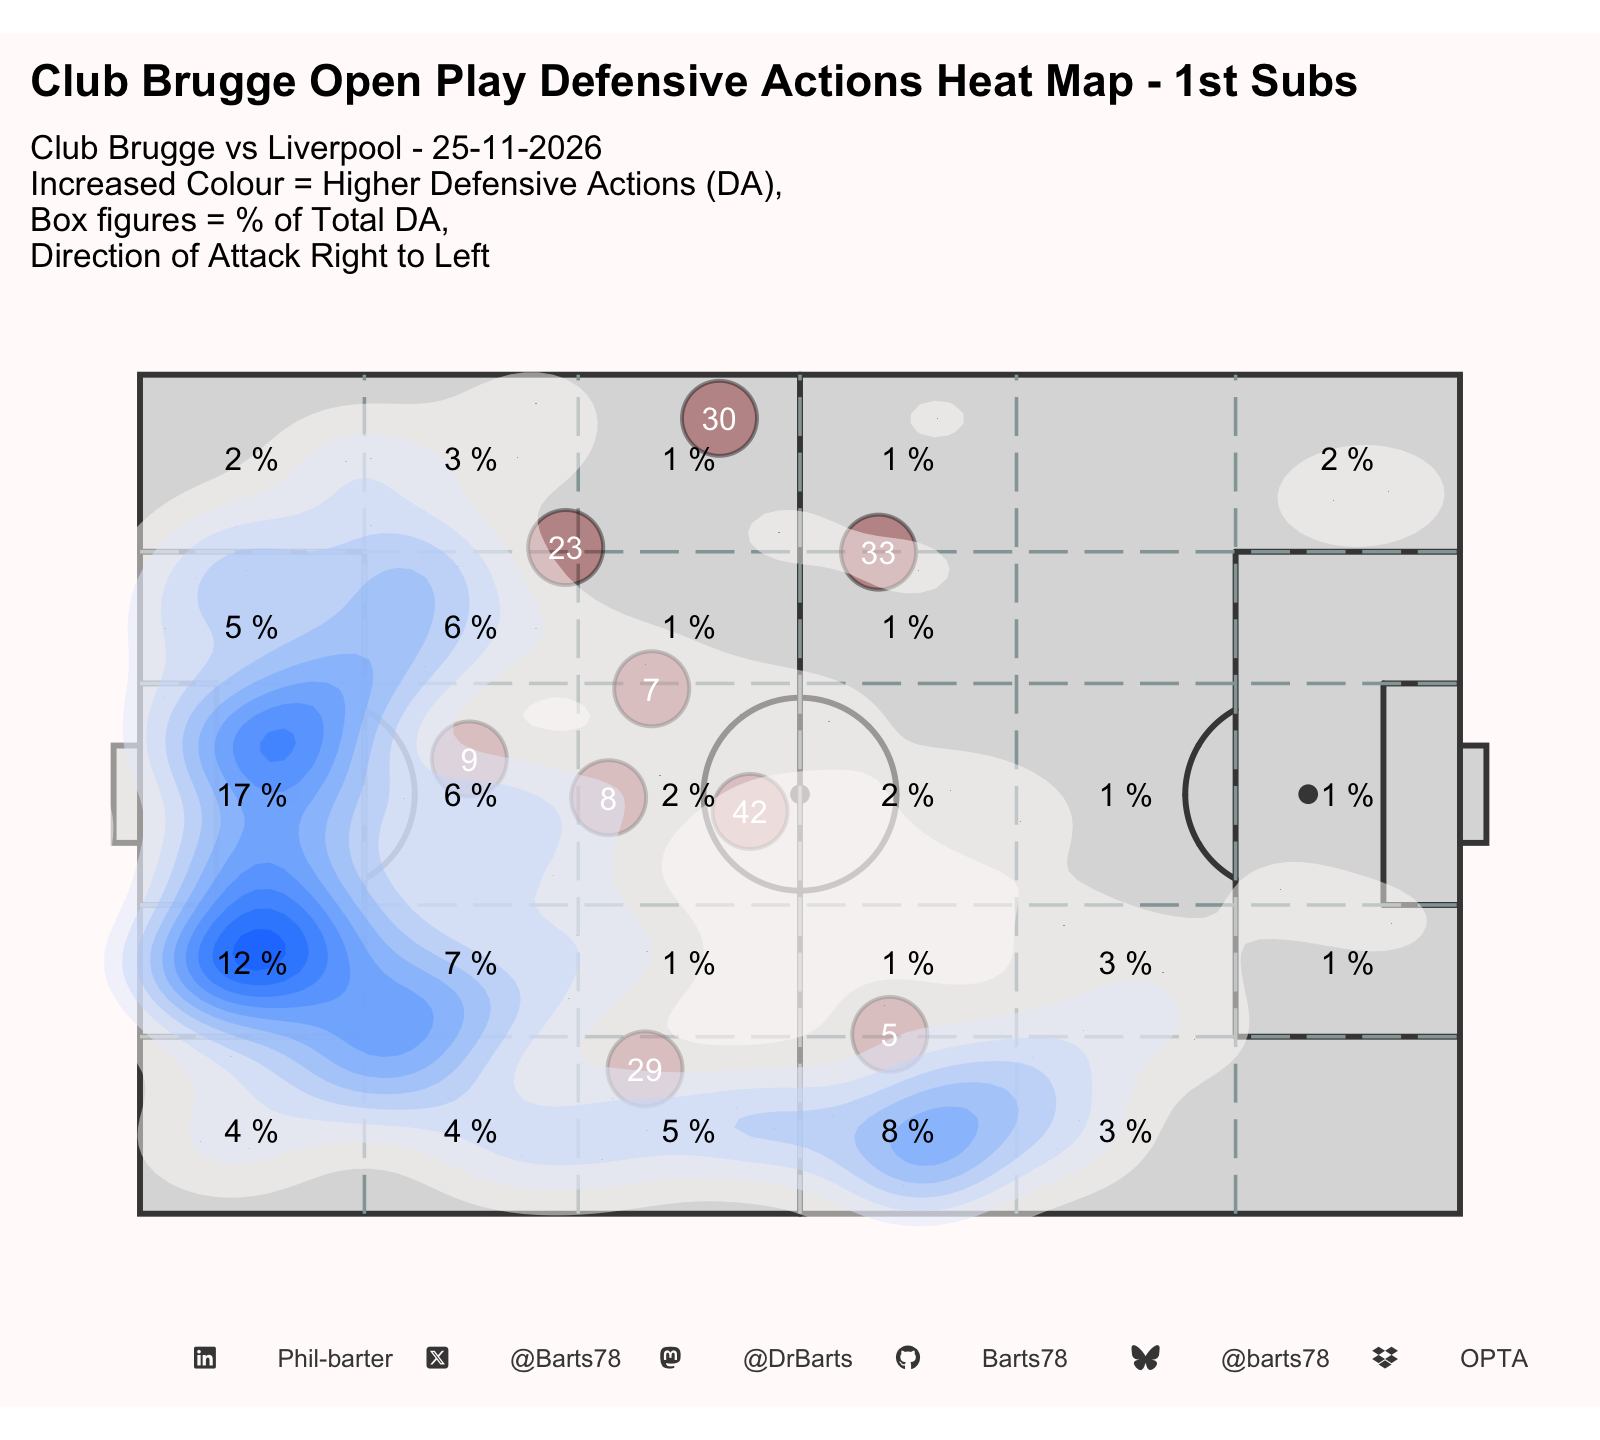 Club Brugge Open Play Defensive Actions Heat Map - 1st Subs
Club Brugge vs Liverpool - 25-11-2026
Increased Colour = Higher Defensive Actions (DA),
Box figures = % of Total DA,
Direction of Attack Right to Left
30
2 % 3 % 1 % 1 % 2 %
23 33
5 % 6 % 1 % 1 %
7
9
17 % 6 % 8 2 % 42 2 % 1 % 1 %
12 % 7 % 1 % 1 % 3 % 1 %
5
29
4 % 4 % 5 % 8 % 3 %
Phil-barter @Barts78 @DrBarts Barts78 @barts78 OPTA